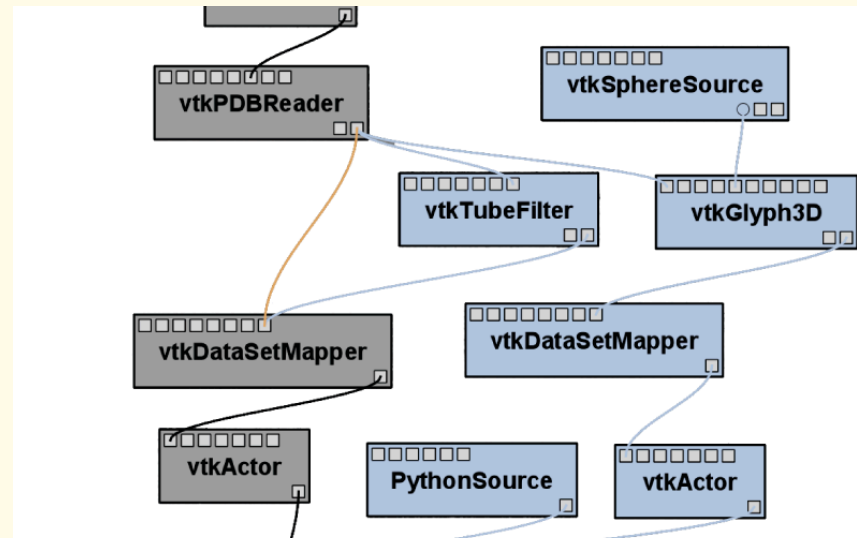 vtkPDBReader
vtkSphereSource
vtkTubeFilter
vtkGlyph3D
vtkDataSetMapper
vtkDataSetMapper
vtkActor
PythonSource
vtkActor